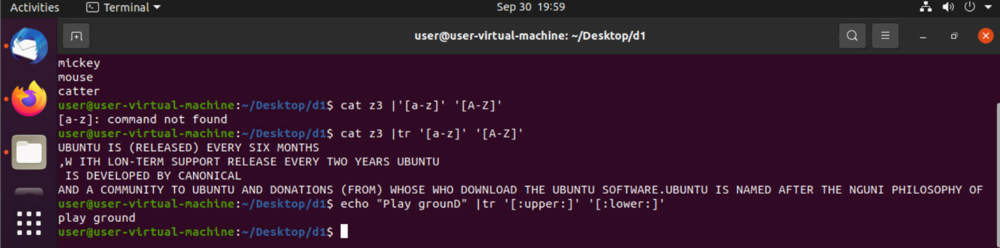 Activities Terminal Sep 30 19:59
user@user-virtual-machine: ~/Desktop/d1
mickey
mouse
catter
user@user-virtual-machine:~/Desktop/d1$ cat z3 |'[a-z]' '[A-Z]'
[a-z]: command not found
user@user-virtual-machine:~/Desktop/d1$ cat z3 |tr '[a-z]' '[A-Z]'
UBUNTU IS (RELEASED) EVERY SIX MONTHS
,W ITH LON-TERM SUPPORT RELEASE EVERY TWO YEARS UBUNTU
 IS DEVELOPED BY CANONICAL
AND A COMMUNITY TO UBUNTU AND DONATIONS (FROM) WHOSE WHO DOWNLOAD THE UBUNTU SOFTWARE.UBUNTU IS NAMED AFTER THE NGUNI PHILOSOPHY OF
user@user-virtual-machine:~/Desktop/d1$ echo "Play grounD" |tr '[:upper:]' '[:lower:]'
play ground
user@user-virtual-machine:~/Desktop/d1$